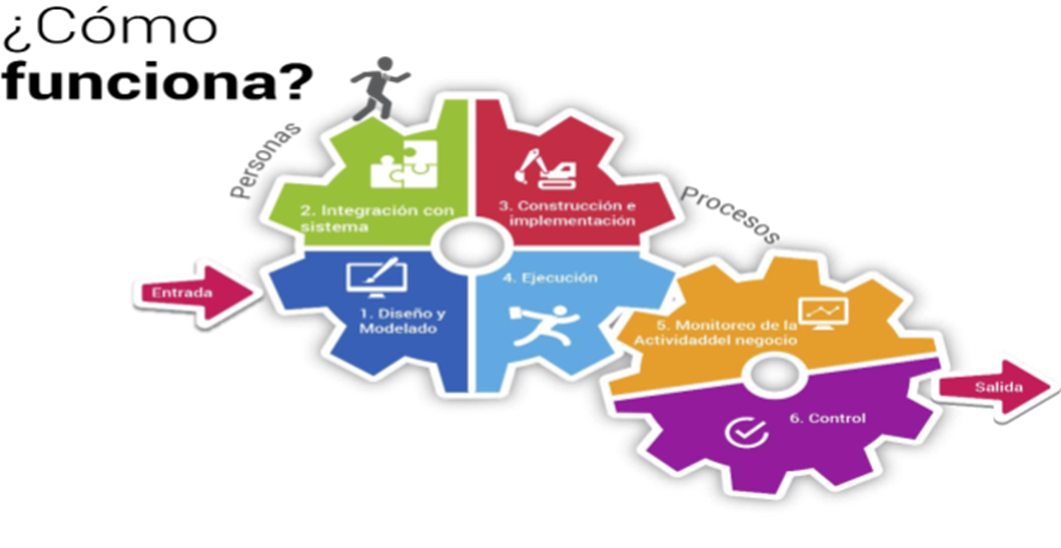 ¿Cómo
funciona?
Personas
Procesos
Entrada
1. Diseño y
Modelado
2. Integración con
sistema
3. Construcción e
implementación
4. Ejecución
5. Monitoreo de la
Actividaddel negocio
6. Control
Salida